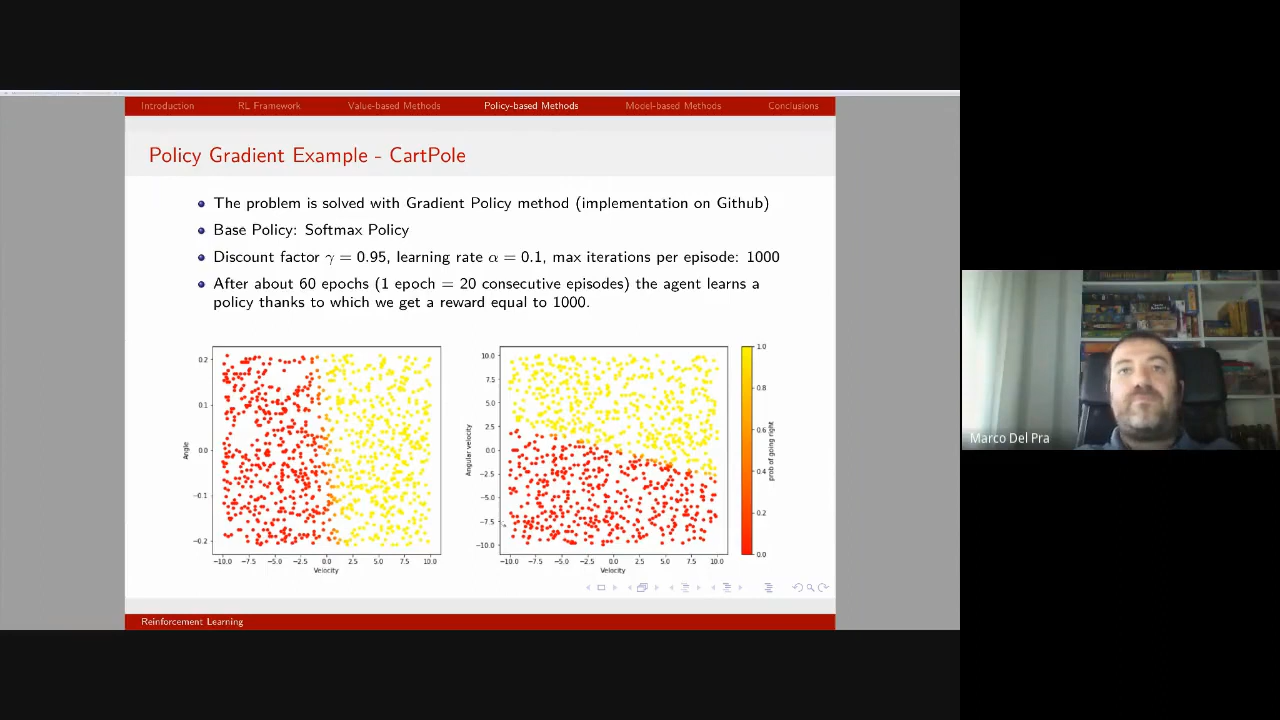 Introduction RL Framework Value-based Methods Policy-based Methods Model-based Methods Conclusions
Policy Gradient Example - CartPole
The problem is solved with Gradient Policy method (implementation on Github)
Base Policy: Softmax Policy
Discount factor γ = 0.95, learning rate α = 0.1, max iterations per episode: 1000
After about 60 epochs (1 epoch = 20 consecutive episodes) the agent learns a
policy thanks to which we get a reward equal to 1000.
0.2
0.1
0.0
−0.1
−0.2
Angle
−10.0 −7.5 −5.0 −2.5 0.0 2.5 5.0 7.5 10.0
Velocity
10.0
7.5
5.0
2.5
0.0
−2.5
−5.0
−7.5
−10.0
Angular velocity
−10.0 −7.5 −5.0 −2.5 0.0 2.5 5.0 7.5 10.0
Velocity
1.0
0.8
0.6
0.4
0.2
0.0
prob of going right
Reinforcement Learning
Marco Del Pra